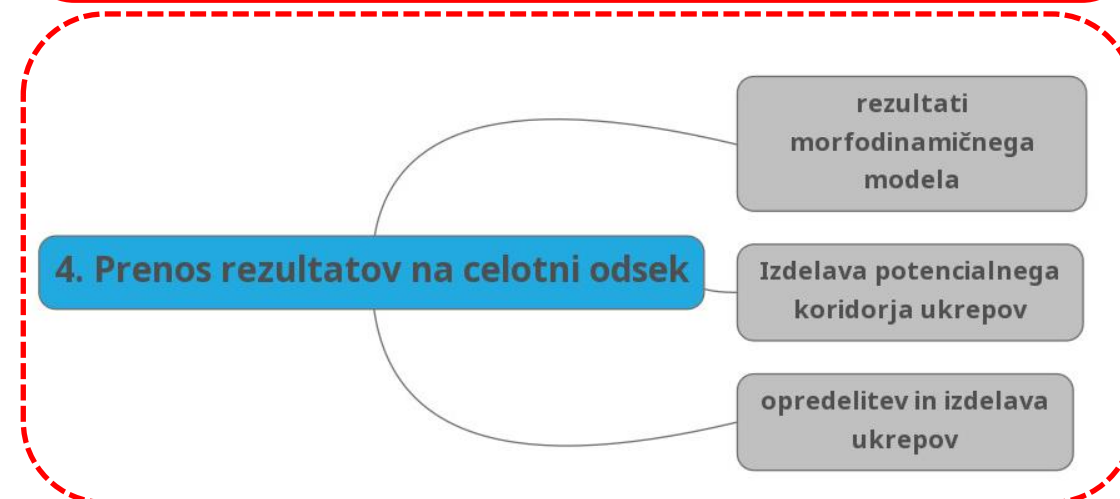 rezultati
morfodinamičnega
modela
4. Prenos rezultatov na celotni odsek
Izdelava potencialnega
koridorja ukrepov
opredelitev in izdelava
ukrepov